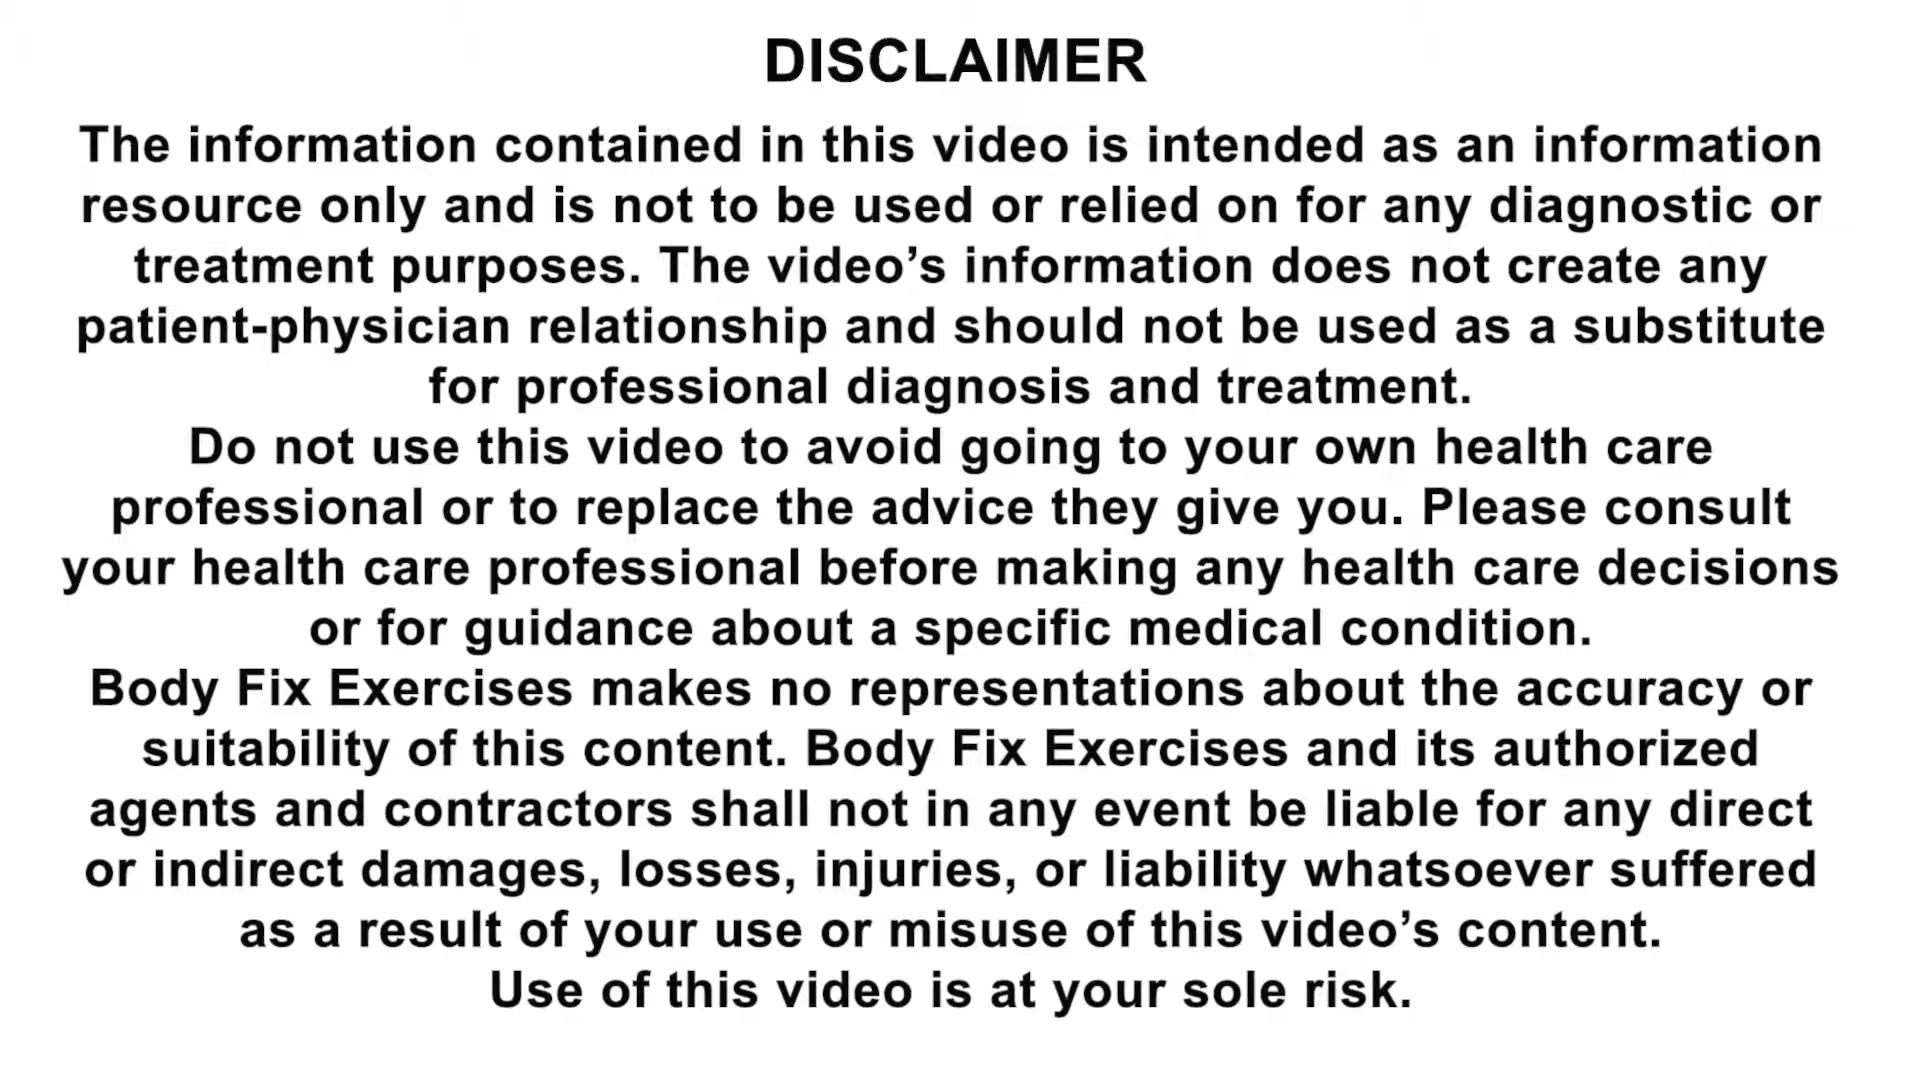 DISCLAIMER
The information contained in this video is intended as an information
resource only and is not to be used or relied on for any diagnostic or
treatment purposes. The video’s information does not create any
patient-physician relationship and should not be used as a substitute
for professional diagnosis and treatment.
Do not use this video to avoid going to your own health care
professional or to replace the advice they give you. Please consult
your health care professional before making any health care decisions
or for guidance about a specific medical condition.
Body Fix Exercises makes no representations about the accuracy or
suitability of this content. Body Fix Exercises and its authorized
agents and contractors shall not in any event be liable for any direct
or indirect damages, losses, injuries, or liability whatsoever suffered
as a result of your use or misuse of this video’s content.
Use of this video is at your sole risk.